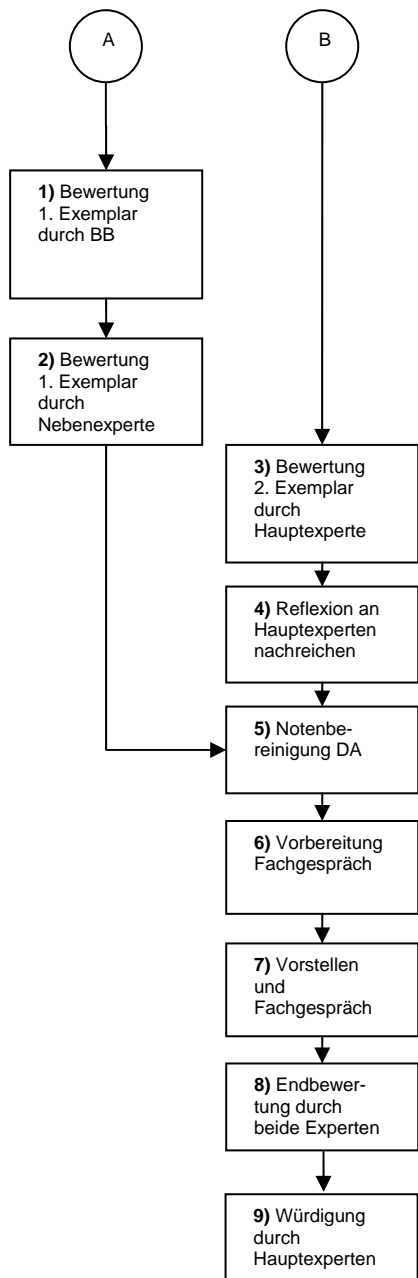 A
B
1) Bewertung
1. Exemplar
durch BB
2) Bewertung
1. Exemplar
durch
Nebenexperte
3) Bewertung
2. Exemplar
durch
Hauptexperte
4) Reflexion an
Hauptexperten
nachreichen
5) Notenbe-
reinigung DA
6) Vorbereitung
Fachgespräch
7) Vorstellen
und
Fachgespräch
8) Endbewer-
tung durch
beide Experten
9) Würdigung
durch
Hauptexperten